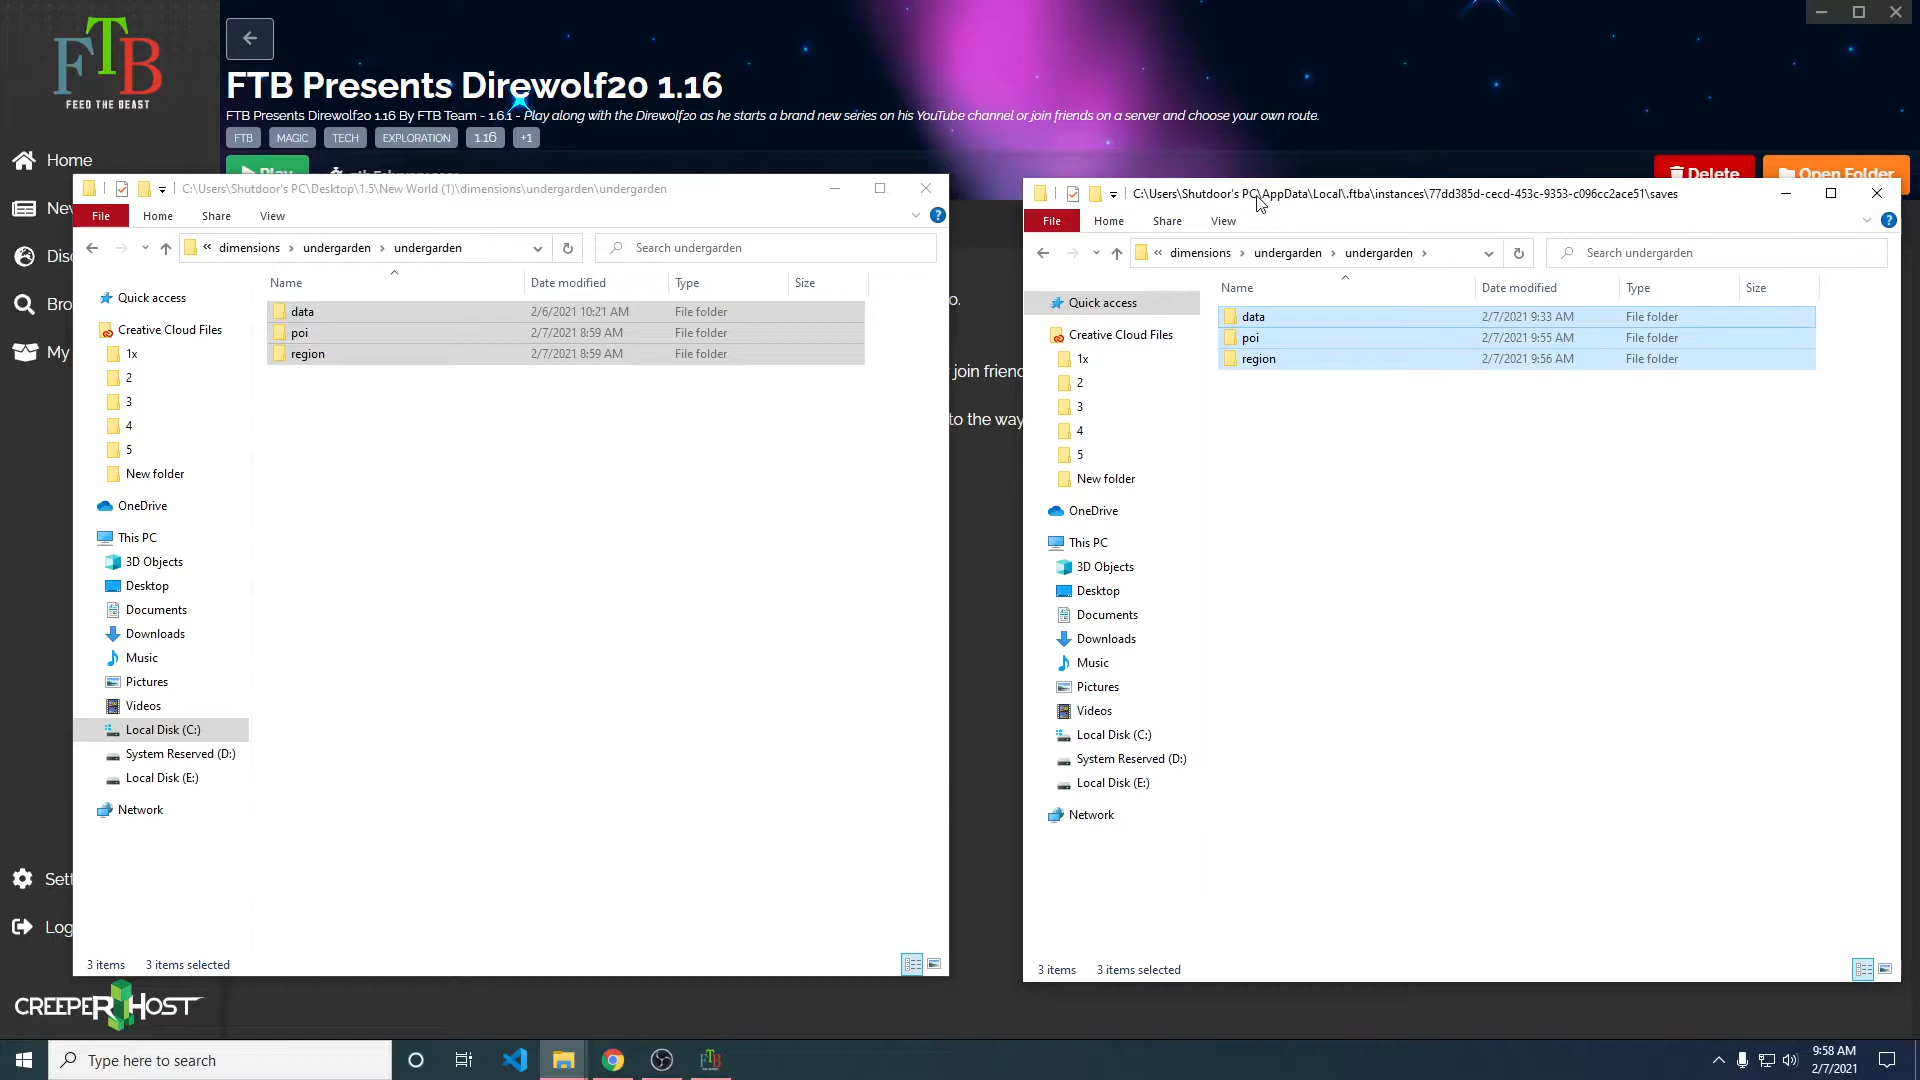 FTB
FEED THE BEAST
FTB Presents Direwolf20 1.16
FTB Presents Direwolf20 1.16 By FTB Team - 1.6.1 - Play along with the Direwolf20 as he starts a brand new series on his YouTube channel or join friends on a server and choose your own route.
FTB MAGIC TECH EXPLORATION 1.16 +1
Play
Delete
Open Folder
Home
My
join friend
to the way
C:\Users\Shutdoor's PC\Desktop\1.5\New World (1)\dimensions\undergarden\undergarden
File Home Share View
« dimensions › undergarden › undergarden
Search undergarden
Name Date modified Type Size
data 2/6/2021 10:21 AM File folder
poi 2/7/2021 8:59 AM File folder
region 2/7/2021 8:59 AM File folder
Quick access
Creative Cloud Files
1x
2
3
4
5
New folder
OneDrive
This PC
3D Objects
Desktop
Documents
Downloads
Music
Pictures
Videos
Local Disk (C:)
System Reserved (D:)
Local Disk (E:)
Network
3 items 3 items selected
C:\Users\Shutdoor's PC\AppData\Local\.ftba\instances\77dd385d-cecd-453c-9353-c096cc2ace51\saves
File Home Share View
« dimensions › undergarden › undergarden ›
Search undergarden
Name Date modified Type Size
data 2/7/2021 9:33 AM File folder
poi 2/7/2021 9:55 AM File folder
region 2/7/2021 9:56 AM File folder
Quick access
Creative Cloud Files
1x
2
3
4
5
New folder
OneDrive
This PC
3D Objects
Desktop
Documents
Downloads
Music
Pictures
Videos
Local Disk (C:)
System Reserved (D:)
Local Disk (E:)
Network
3 items 3 items selected
CREEPERHOST
Type here to search
9:58 AM
2/7/2021